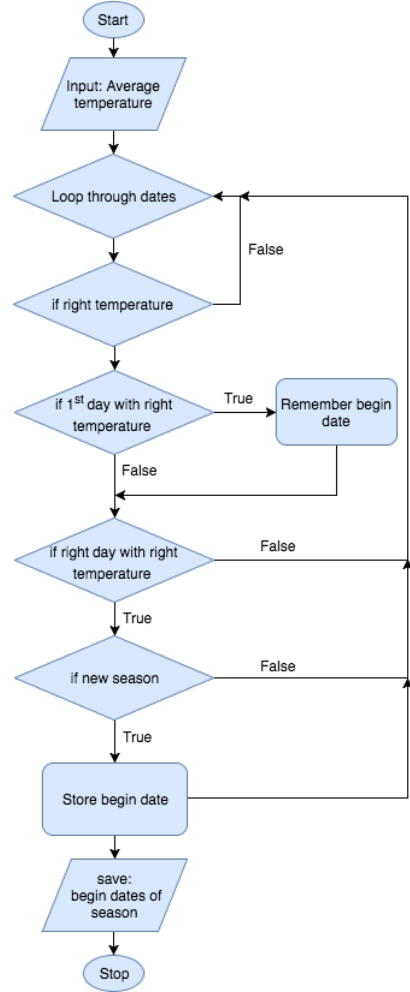 Start
Input: Average
temperature
Loop through dates
False
if right temperature
if 1st day with right
temperature
True
Remember begin
date
False
if right day with right
temperature
False
True
if new season
False
True
Store begin date
save:
begin dates of
season
Stop